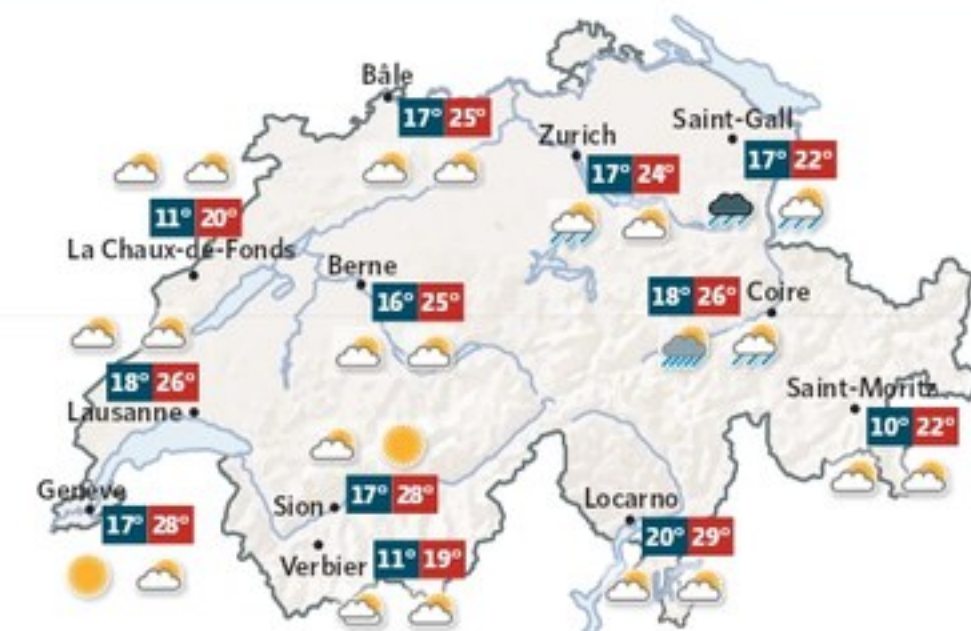 Bâle
17° 25°
Zurich
17° 24°
Saint-Gall
17° 22°
11° 20°
La Chaux-de-Fonds
Berne
16° 25°
18° 26° Coire
18° 26°
Lausanne
Saint-Moritz
10° 22°
Genève
17° 28°
Sion 17° 28°
Verbier 11° 19°
Locarno
20° 29°